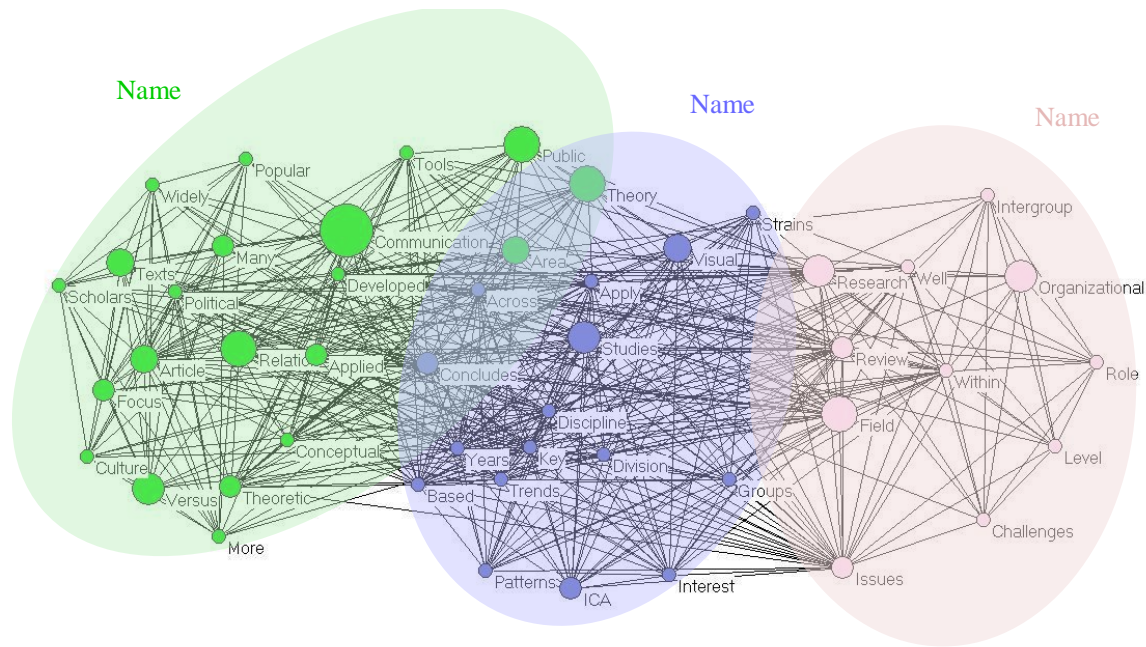 Name
Name
Name
Public
Tools
Popular
Widely
Theory
Intergroup
Strains
Communication
Many
Area
Visual
Texts
Research
Well
Organizational
Developed
Scholars
Political
Across
Apply
Studies
Relation
Applied
Article
Concludes
Review
Within
Role
Focus
Discipline
Field
Conceptual
Years
Key
Division
Level
Culture
Versus
Theoretic
Based
Trends
Groups
Challenges
More
Patterns
ICA
Interest
Issues